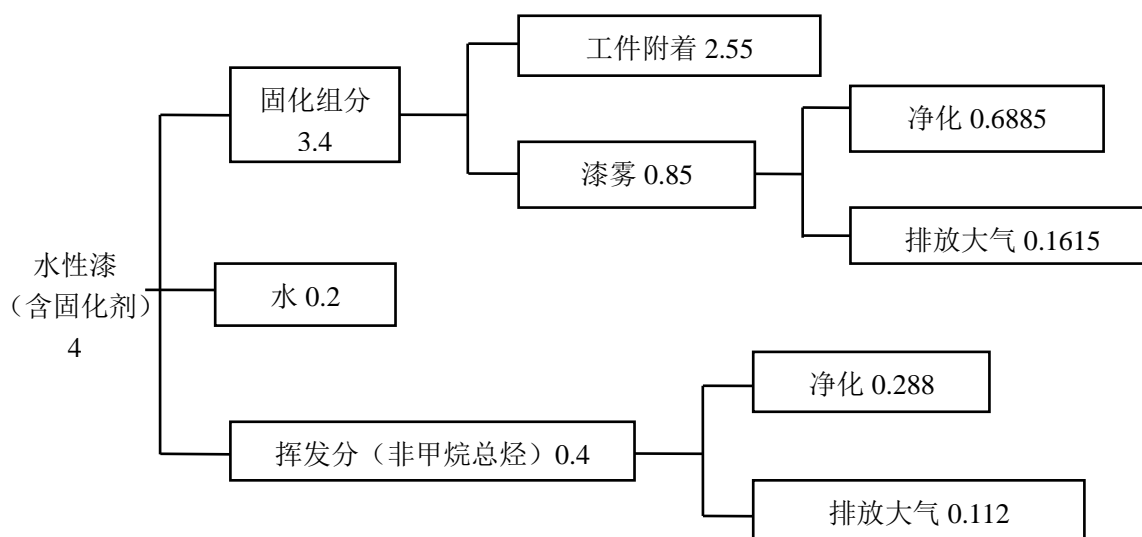 工件附着 2.55
固化组分
3.4
净化 0.6885
漆雾 0.85
排放大气 0.1615
水性漆
（含固化剂）
4
水 0.2
净化 0.288
挥发分（非甲烷总烃）0.4
排放大气 0.112